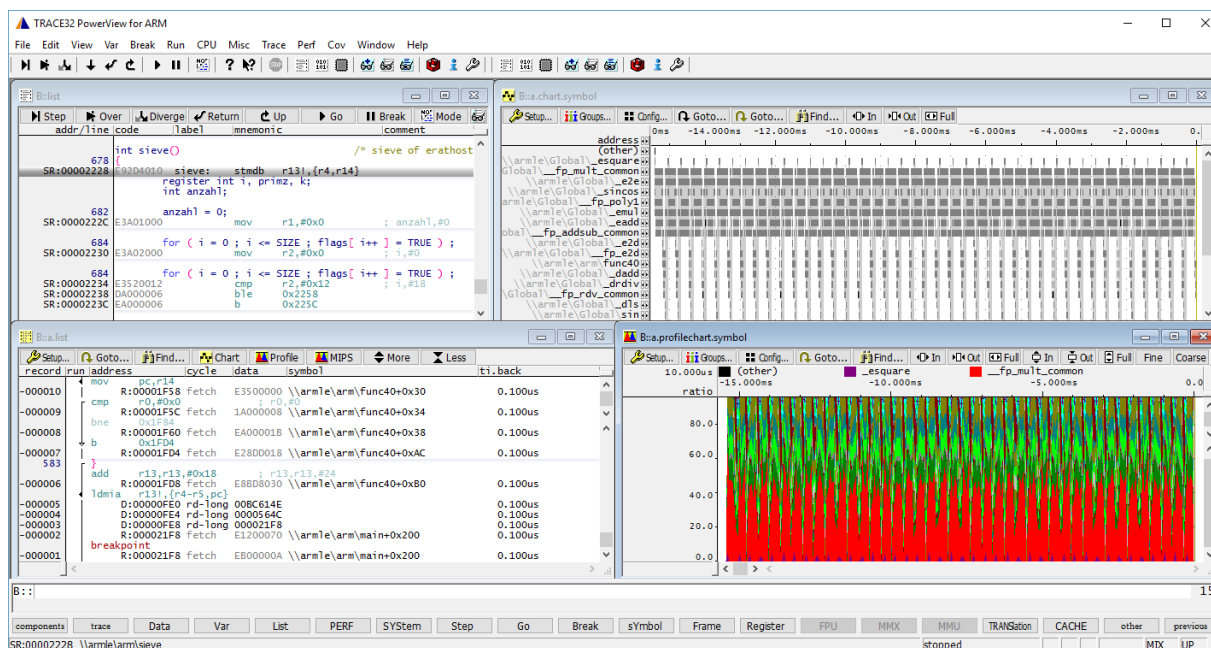 TRACE32 PowerView for ARM
File Edit View Var Break Run CPU Misc Trace Perf Cov Window Help
B::list
Step Over Diverge Return Up Go Break Mode
addr/line code label mnemonic comment
int sieve() /* sieve of erathost
678 {
SR:00002228 E92D4010 sieve: stmdb r13!,{r4,r14}
register int i, primz, k;
int anzahl;
682 anzahl = 0;
SR:0000222C E3A01000 mov r1,#0x0 ; anzahl,#0
684 for ( i = 0 ; i <= SIZE ; flags[ i++ ] = TRUE ) ;
SR:00002230 E3A02000 mov r2,#0x0 ; i,#0
684 for ( i = 0 ; i <= SIZE ; flags[ i++ ] = TRUE ) ;
SR:00002234 E3520012 cmp r2,#0x12 ; i,#18
SR:00002238 DA000006 ble 0x2258
SR:0000223C EA000006 b 0x225C
B::a.chart.symbol
Setup... Groups... Config... Goto... Goto... Find... In Out Full
0ms -14.000ms -12.000ms -10.000ms -8.000ms -6.000ms -4.000ms -2.000ms 0.
address
(other)
\\armle\Global\_esquare
Global\__fp_mult_common
\\armle\Global\_e2e
\\armle\Global\_sincos
armle\Global\__fp_poly1
\\armle\Global\_emul
\\armle\Global\_eadd
obal\__fp_addsub_common
\\armle\Global\_e2d
\\armle\Global\__fp_e2d
\\armle\arm\func40
\\armle\Global\_dadd
\\armle\Global\_drdiv
\Global\__fp_rdv_common
\\armle\Global\_dls
\\armle\Global\sin
B::a.list
Setup... Goto... Find... Chart Profile MIPS More Less
record run address cycle data symbol ti.back
mov pc,r14
-000010 R:00001F58 fetch E3500000 \\armle\arm\func40+0x30 0.100us
cmp r0,#0x0 ; r0,#0
-000009 R:00001F5C fetch 1A000008 \\armle\arm\func40+0x34 0.100us
bne 0x1F84
-000008 R:00001F60 fetch EA00001B \\armle\arm\func40+0x38 0.100us
b 0x1FD4
-000007 R:00001FD4 fetch E28DD018 \\armle\arm\func40+0xAC 0.100us
583 }
add r13,r13,#0x18 ; r13,r13,#24
-000006 R:00001FD8 fetch E8BD8030 \\armle\arm\func40+0xB0 0.100us
ldmia r13!,{r4-r5,pc}
-000005 D:00000FE0 rd-long 00BC614E 0.100us
-000004 D:00000FE4 rd-long 0000564C 0.100us
-000003 D:00000FE8 rd-long 000021F8 0.100us
-000002 R:000021F8 fetch E1200070 \\armle\arm\main+0x200 0.100us
breakpoint
-000001 R:000021F8 fetch EB00000A \\armle\arm\main+0x200 0.100us
B::a.profilechart.symbol
Setup... Groups... Config... Goto... Find... In Out Full In Out Full Fine Coarse
10.000us (other) _esquare __fp_mult_common
-15.000ms -10.000ms -5.000ms 0.0
ratio
80.0
60.0
40.0
20.0
0.0
B::
components trace Data Var List PERF SYStem Step Go Break sYmbol Frame Register FPU MMX MMU TRANSlation CACHE other previous
SR:00002228 \\armle\arm\sieve stopped MIX UP